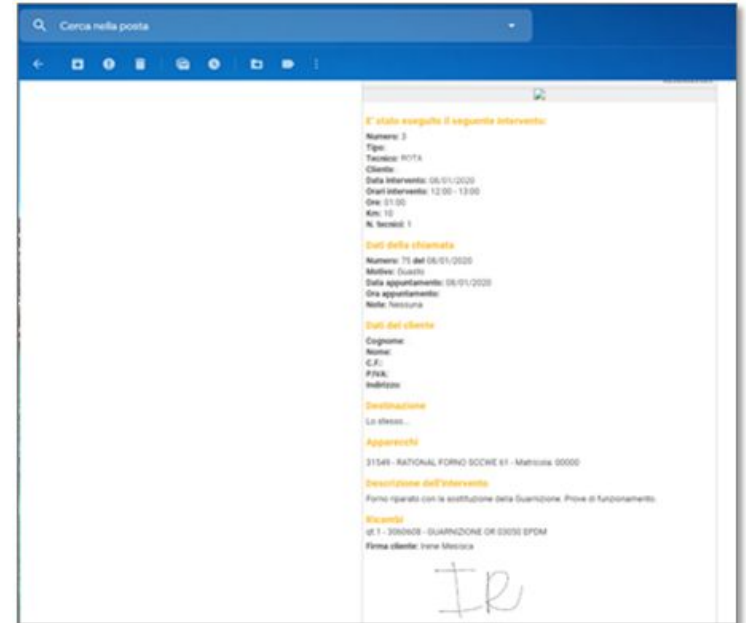 Cerca nella posta
E' stato eseguito il seguente intervento:
Numero: 3
Tipo:
Tecnico: ROTA
Cliente:
Data intervento: 08/01/2020
Orari intervento: 12:00 - 13:00
Ore: 01:00
Km: 10
N. tecnici: 1
Dati della chiamata
Numero: 75 del 08/01/2020
Motivo: Guasto
Data appuntamento: 08/01/2020
Ora appuntamento:
Note: Nessuna
Dati del cliente
Cognome:
Nome:
C.F.:
P.IVA:
Indirizzo:
Destinazione
Lo stesso...
Apparecchi
31549 - RATIONAL FORNO SCCWE 61 - Matricola: 00000
Descrizione dell'intervento
Forno riparato con la sostituzione della Guarnizione. Prove di funzionamento.
Ricambi
qt.1 - 3060608 - GUARNIZIONE OR 03050 EPDM
Firma cliente: Irene
IR